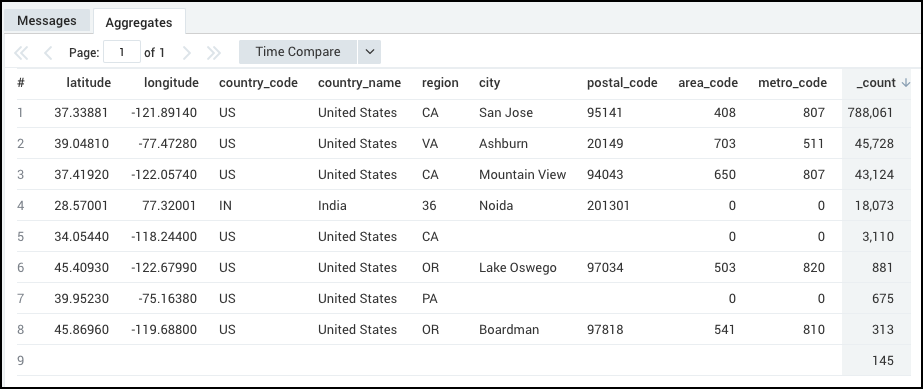 Messages Aggregates
Page: 1 of 1 Time Compare
# latitude longitude country_code country_name region city postal_code area_code metro_code _count
1 37.33881 -121.89140 US United States CA San Jose 95141 408 807 788,061
2 39.04810 -77.47280 US United States VA Ashburn 20149 703 511 45,728
3 37.41920 -122.05740 US United States CA Mountain View 94043 650 807 43,124
4 28.57001 77.32001 IN India 36 Noida 201301 0 0 18,073
5 34.05440 -118.24400 US United States CA 0 0 3,110
6 45.40930 -122.67990 US United States OR Lake Oswego 97034 503 820 881
7 39.95230 -75.16380 US United States PA 0 0 675
8 45.86960 -119.68800 US United States OR Boardman 97818 541 810 313
9 145